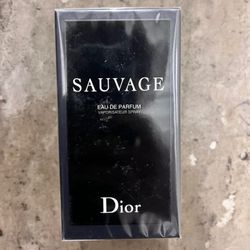 SAUVAGE
EAU DE PARFUM
VAPORISATEUR SPRAY
Dior